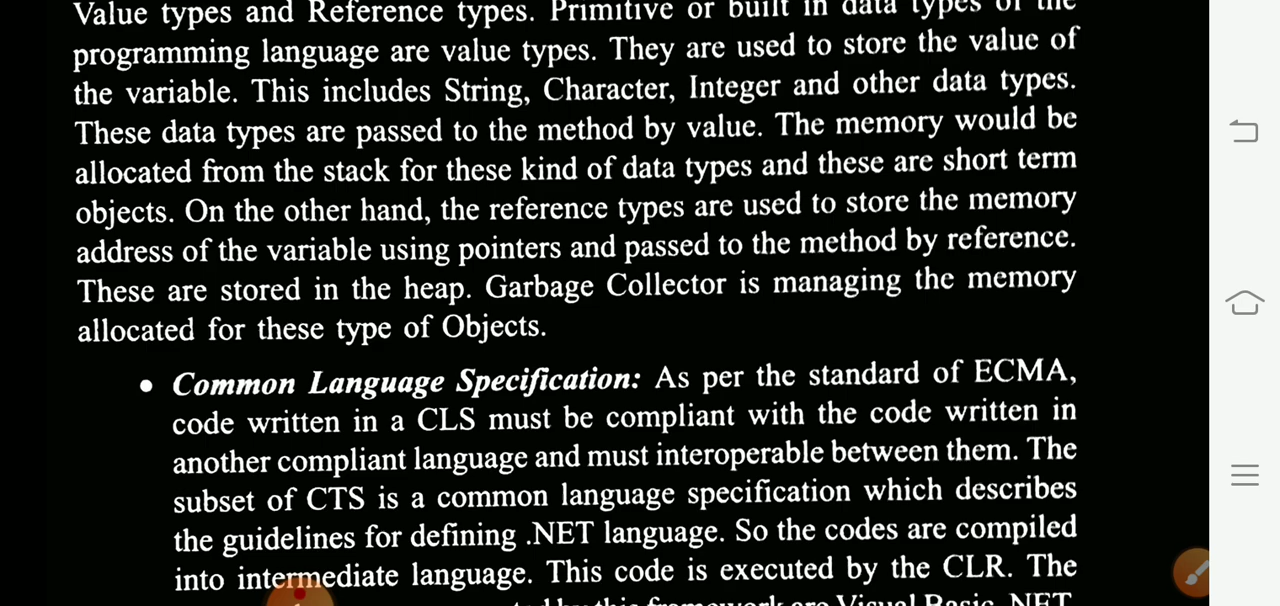 Value types and Reference types. Primitive or built in data types of the
programming language are value types. They are used to store the value of
the variable. This includes String, Character, Integer and other data types.
These data types are passed to the method by value. The memory would be
allocated from the stack for these kind of data types and these are short term
objects. On the other hand, the reference types are used to store the memory
address of the variable using pointers and passed to the method by reference.
These are stored in the heap. Garbage Collector is managing the memory
allocated for these type of Objects.
• Common Language Specification: As per the standard of ECMA,
code written in a CLS must be compliant with the code written in
another compliant language and must interoperable between them. The
subset of CTS is a common language specification which describes
the guidelines for defining .NET language. So the codes are compiled
into intermediate language. This code is executed by the CLR. The
by this framework are Visual Basic .NET